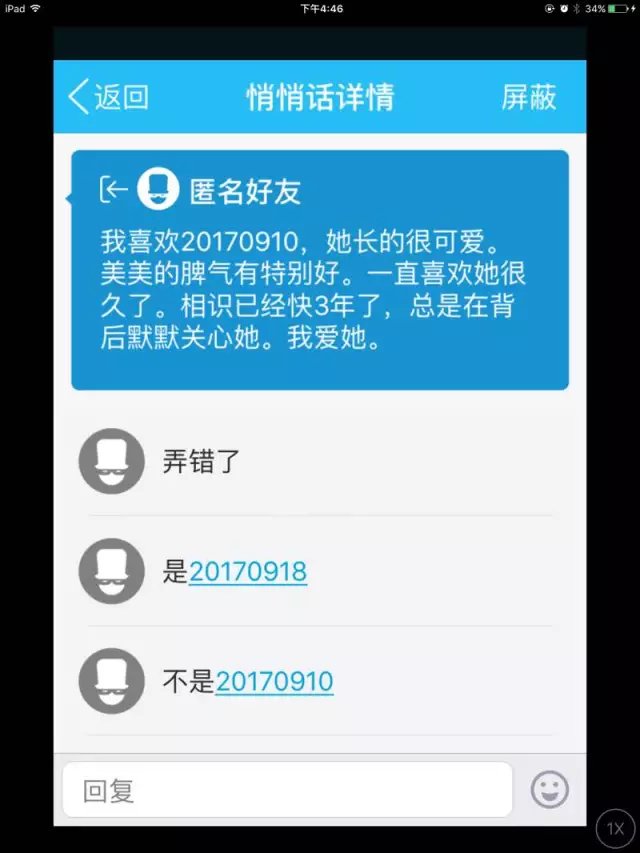 iPad 下午4:46 34%
返回 悄悄话详情 屏蔽
匿名好友
我喜欢20170910，她长的很可爱。
美美的脾气有特别好。一直喜欢她很
久了。相识已经快3年了，总是在背
后默默关心她。我爱她。
弄错了
是20170918
不是20170910
回复
1X